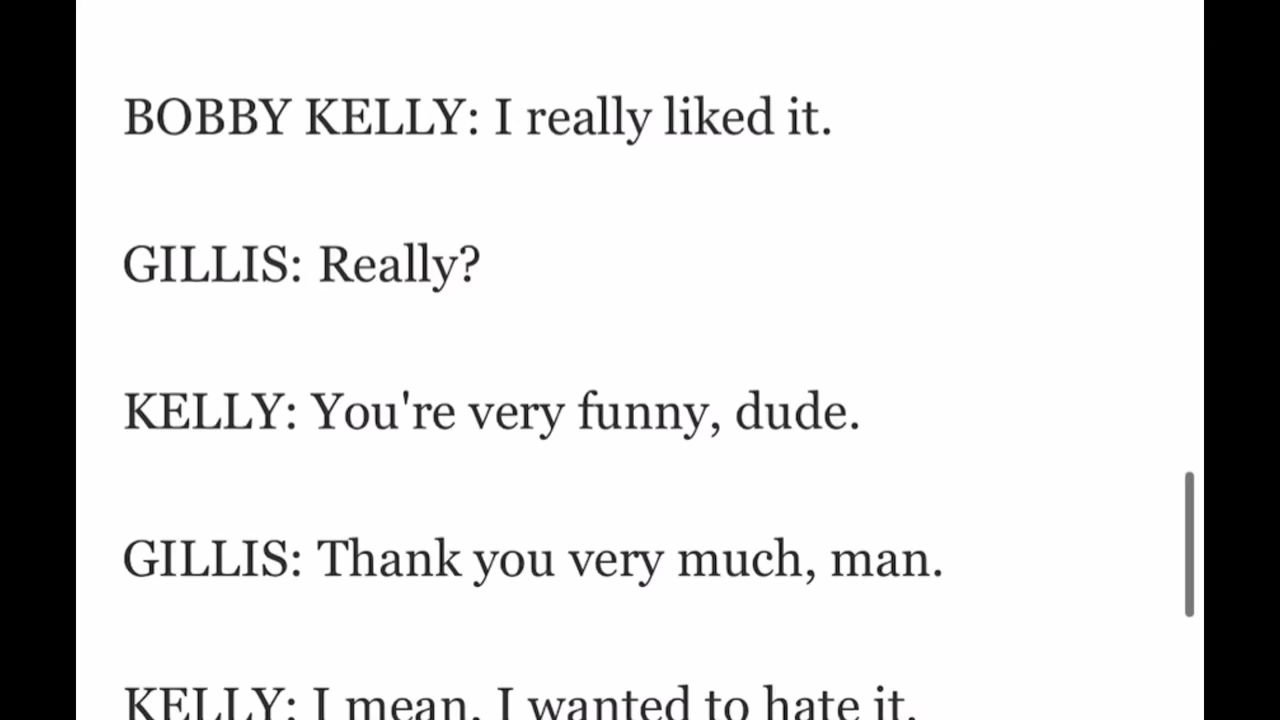 BOBBY KELLY: I really liked it.
GILLIS: Really?
KELLY: You're very funny, dude.
GILLIS: Thank you very much, man.
KELLY: I mean, I wanted to hate it.